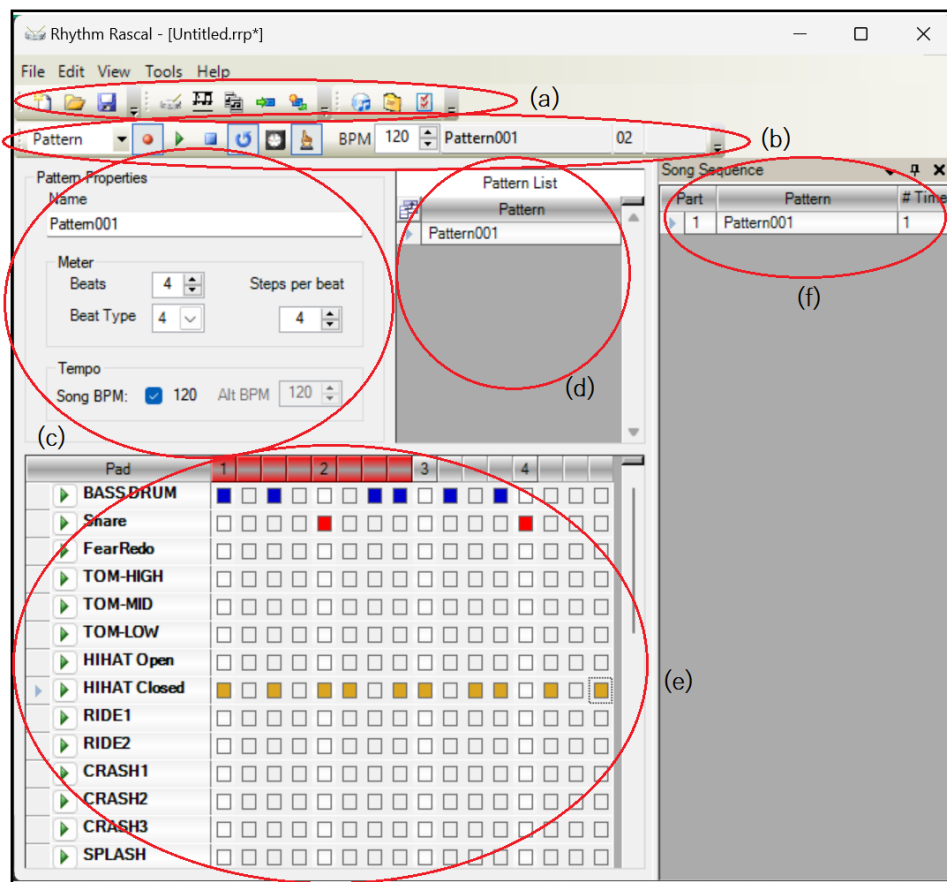 Rhythm Rascal - [Untitled.rrp*]
File Edit View Tools Help
(a)
Pattern BPM 120 Pattern001 02
(b)
Pattern Properties
Name
Pattern001
Meter
Beats 4 Steps per beat
Beat Type 4 4
Tempo
Song BPM: 120 Alt BPM 120
(c)
Pattern List
Pattern
Pattern001
(d)
Song Sequence
Part Pattern # Time
1 Pattern001 1
(f)
Pad 1 2 3 4
BASS DRUM
Snare
FearRedo
TOM-HIGH
TOM-MID
TOM-LOW
HIHAT Open
HIHAT Closed
RIDE1
RIDE2
CRASH1
CRASH2
CRASH3
SPLASH
(e)